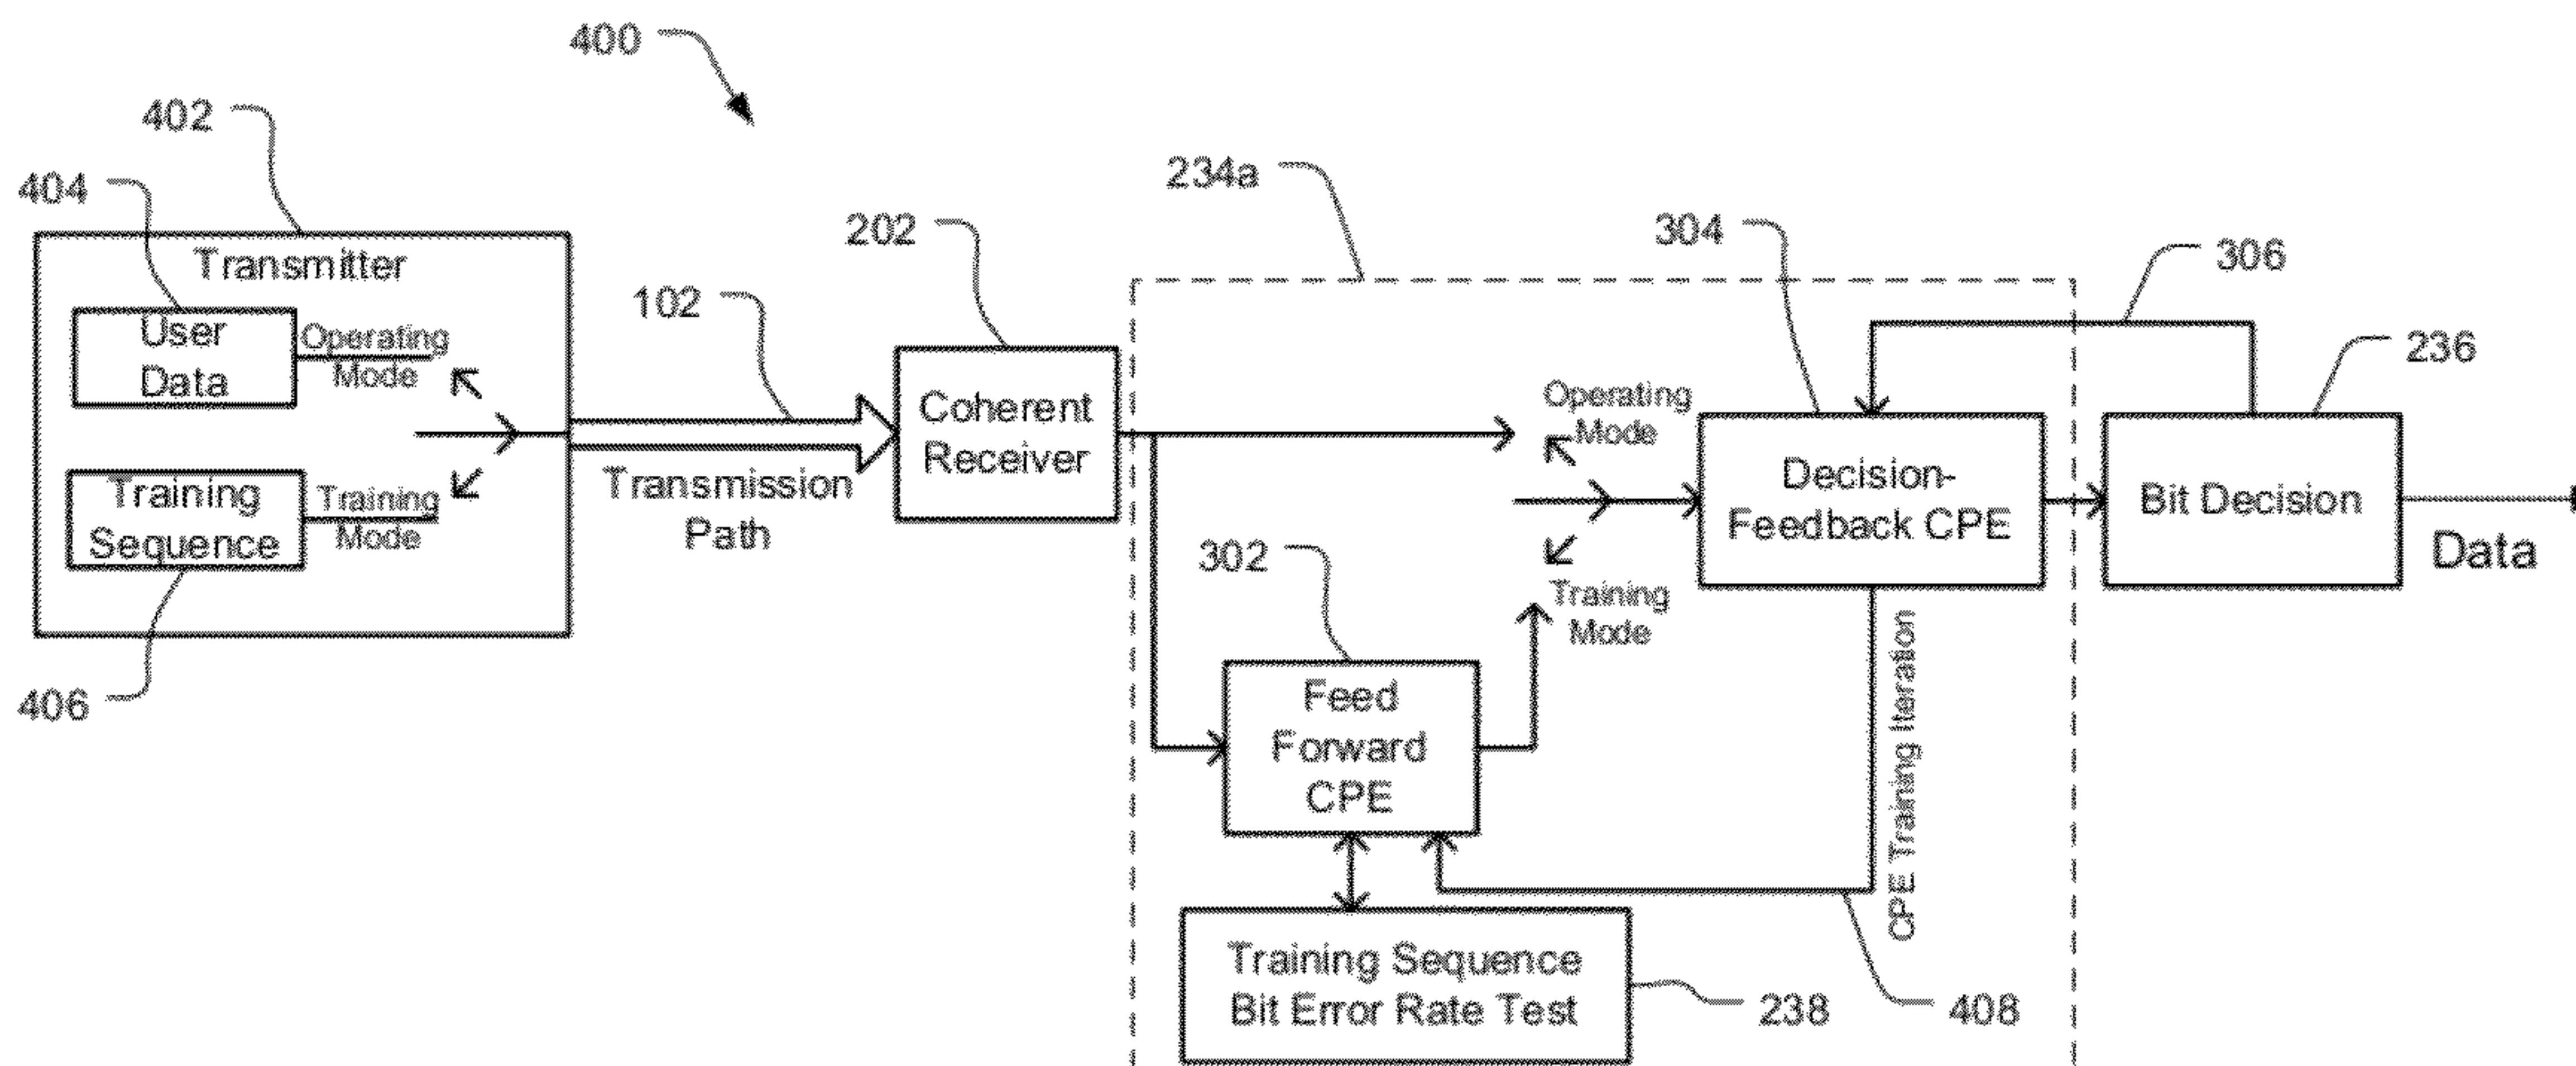 400
402
404
234a
202
304
306
Transmitter
102
236
User
Data
Operating
Mode
Coherent
Receiver
Operating
Mode
Training
Sequence
Training
Mode
Transmission
Path
Decision-
Feedback CPE
Bit Decision
Data
302
Training
Mode
406
Feed
Forward
CPE
CPE Training Iteration
Training Sequence
Bit Error Rate Test
238
408